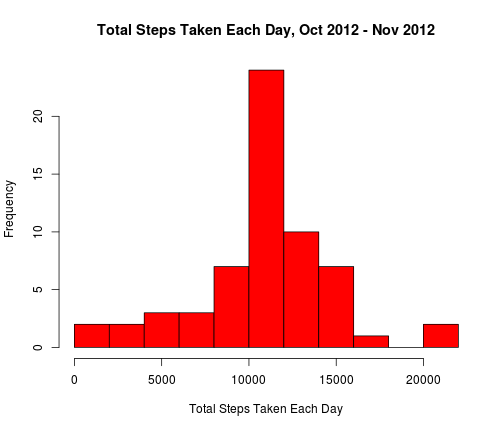 Total Steps Taken Each Day, Oct 2012 - Nov 2012
Frequency
20
15
10
5
0
0 5000 10000 15000 20000
Total Steps Taken Each Day